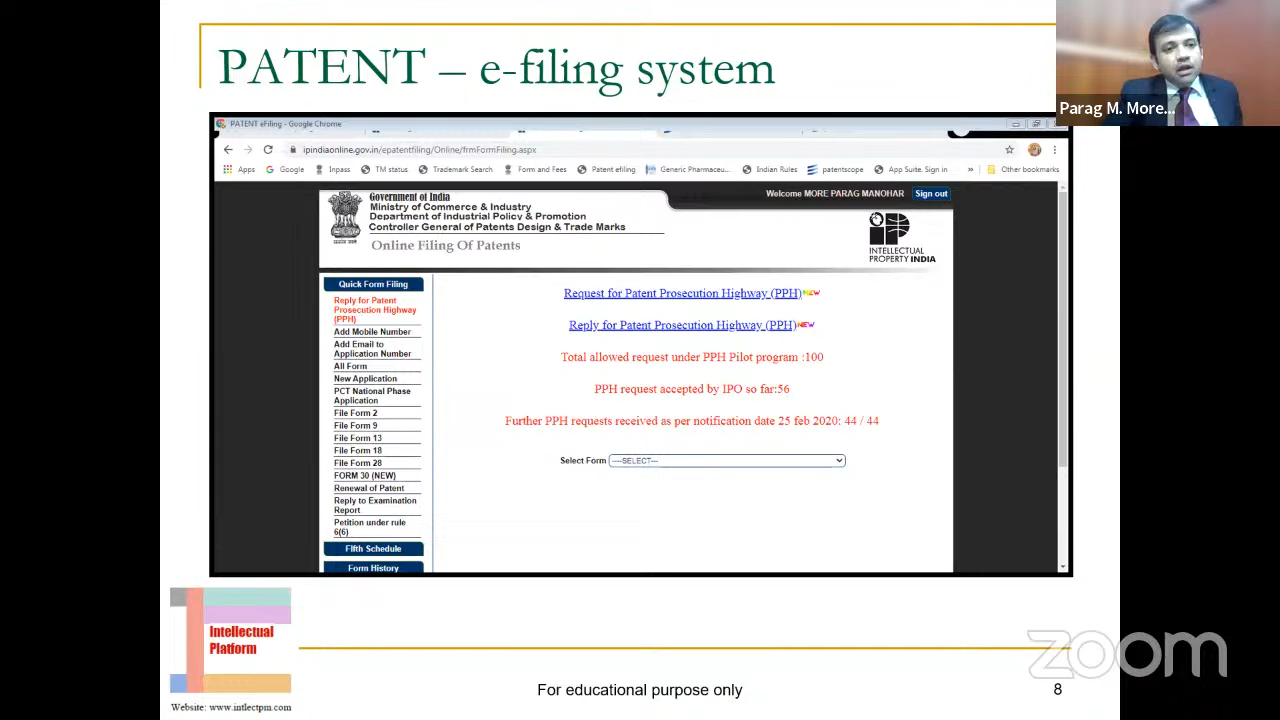 PATENT – e-filing system
Parag M. More...
PATENT eFiling - Google Chrome
ipindiaonline.gov.in/epatentfiling/Online/frmFormFiling.aspx
Apps Google Inpass TM status Trademark Search Form and Fees Patent efiling Generic Pharmaceu... Indian Rules patentscope App Suite. Sign in » Other bookmarks
Government of India
Ministry of Commerce & Industry
Department of Industrial Policy & Promotion
Controller General of Patents Design & Trade Marks
Online Filing Of Patents
Welcome MORE PARAG MANOHAR Sign out
INTELLECTUAL
PROPERTY INDIA
Quick Form Filing
Reply for Patent
Prosecution Highway
(PPH)
Add Mobile Number
Add Email to
Application Number
All Form
New Application
PCT National Phase
Application
File Form 2
File Form 9
File Form 13
File Form 18
File Form 28
FORM 30 (NEW)
Renewal of Patent
Reply to Examination
Report
Petition under rule
6(6)
Fifth Schedule
Form History
Request for Patent Prosecution Highway (PPH) NEW
Reply for Patent Prosecution Highway (PPH) NEW
Total allowed request under PPH Pilot program :100
PPH request accepted by IPO so far:56
Further PPH requests received as per notification date 25 feb 2020: 44 / 44
Select Form ----SELECT---
Intellectual
Platform
Website: www.intlectpm.com
For educational purpose only
8
zoom